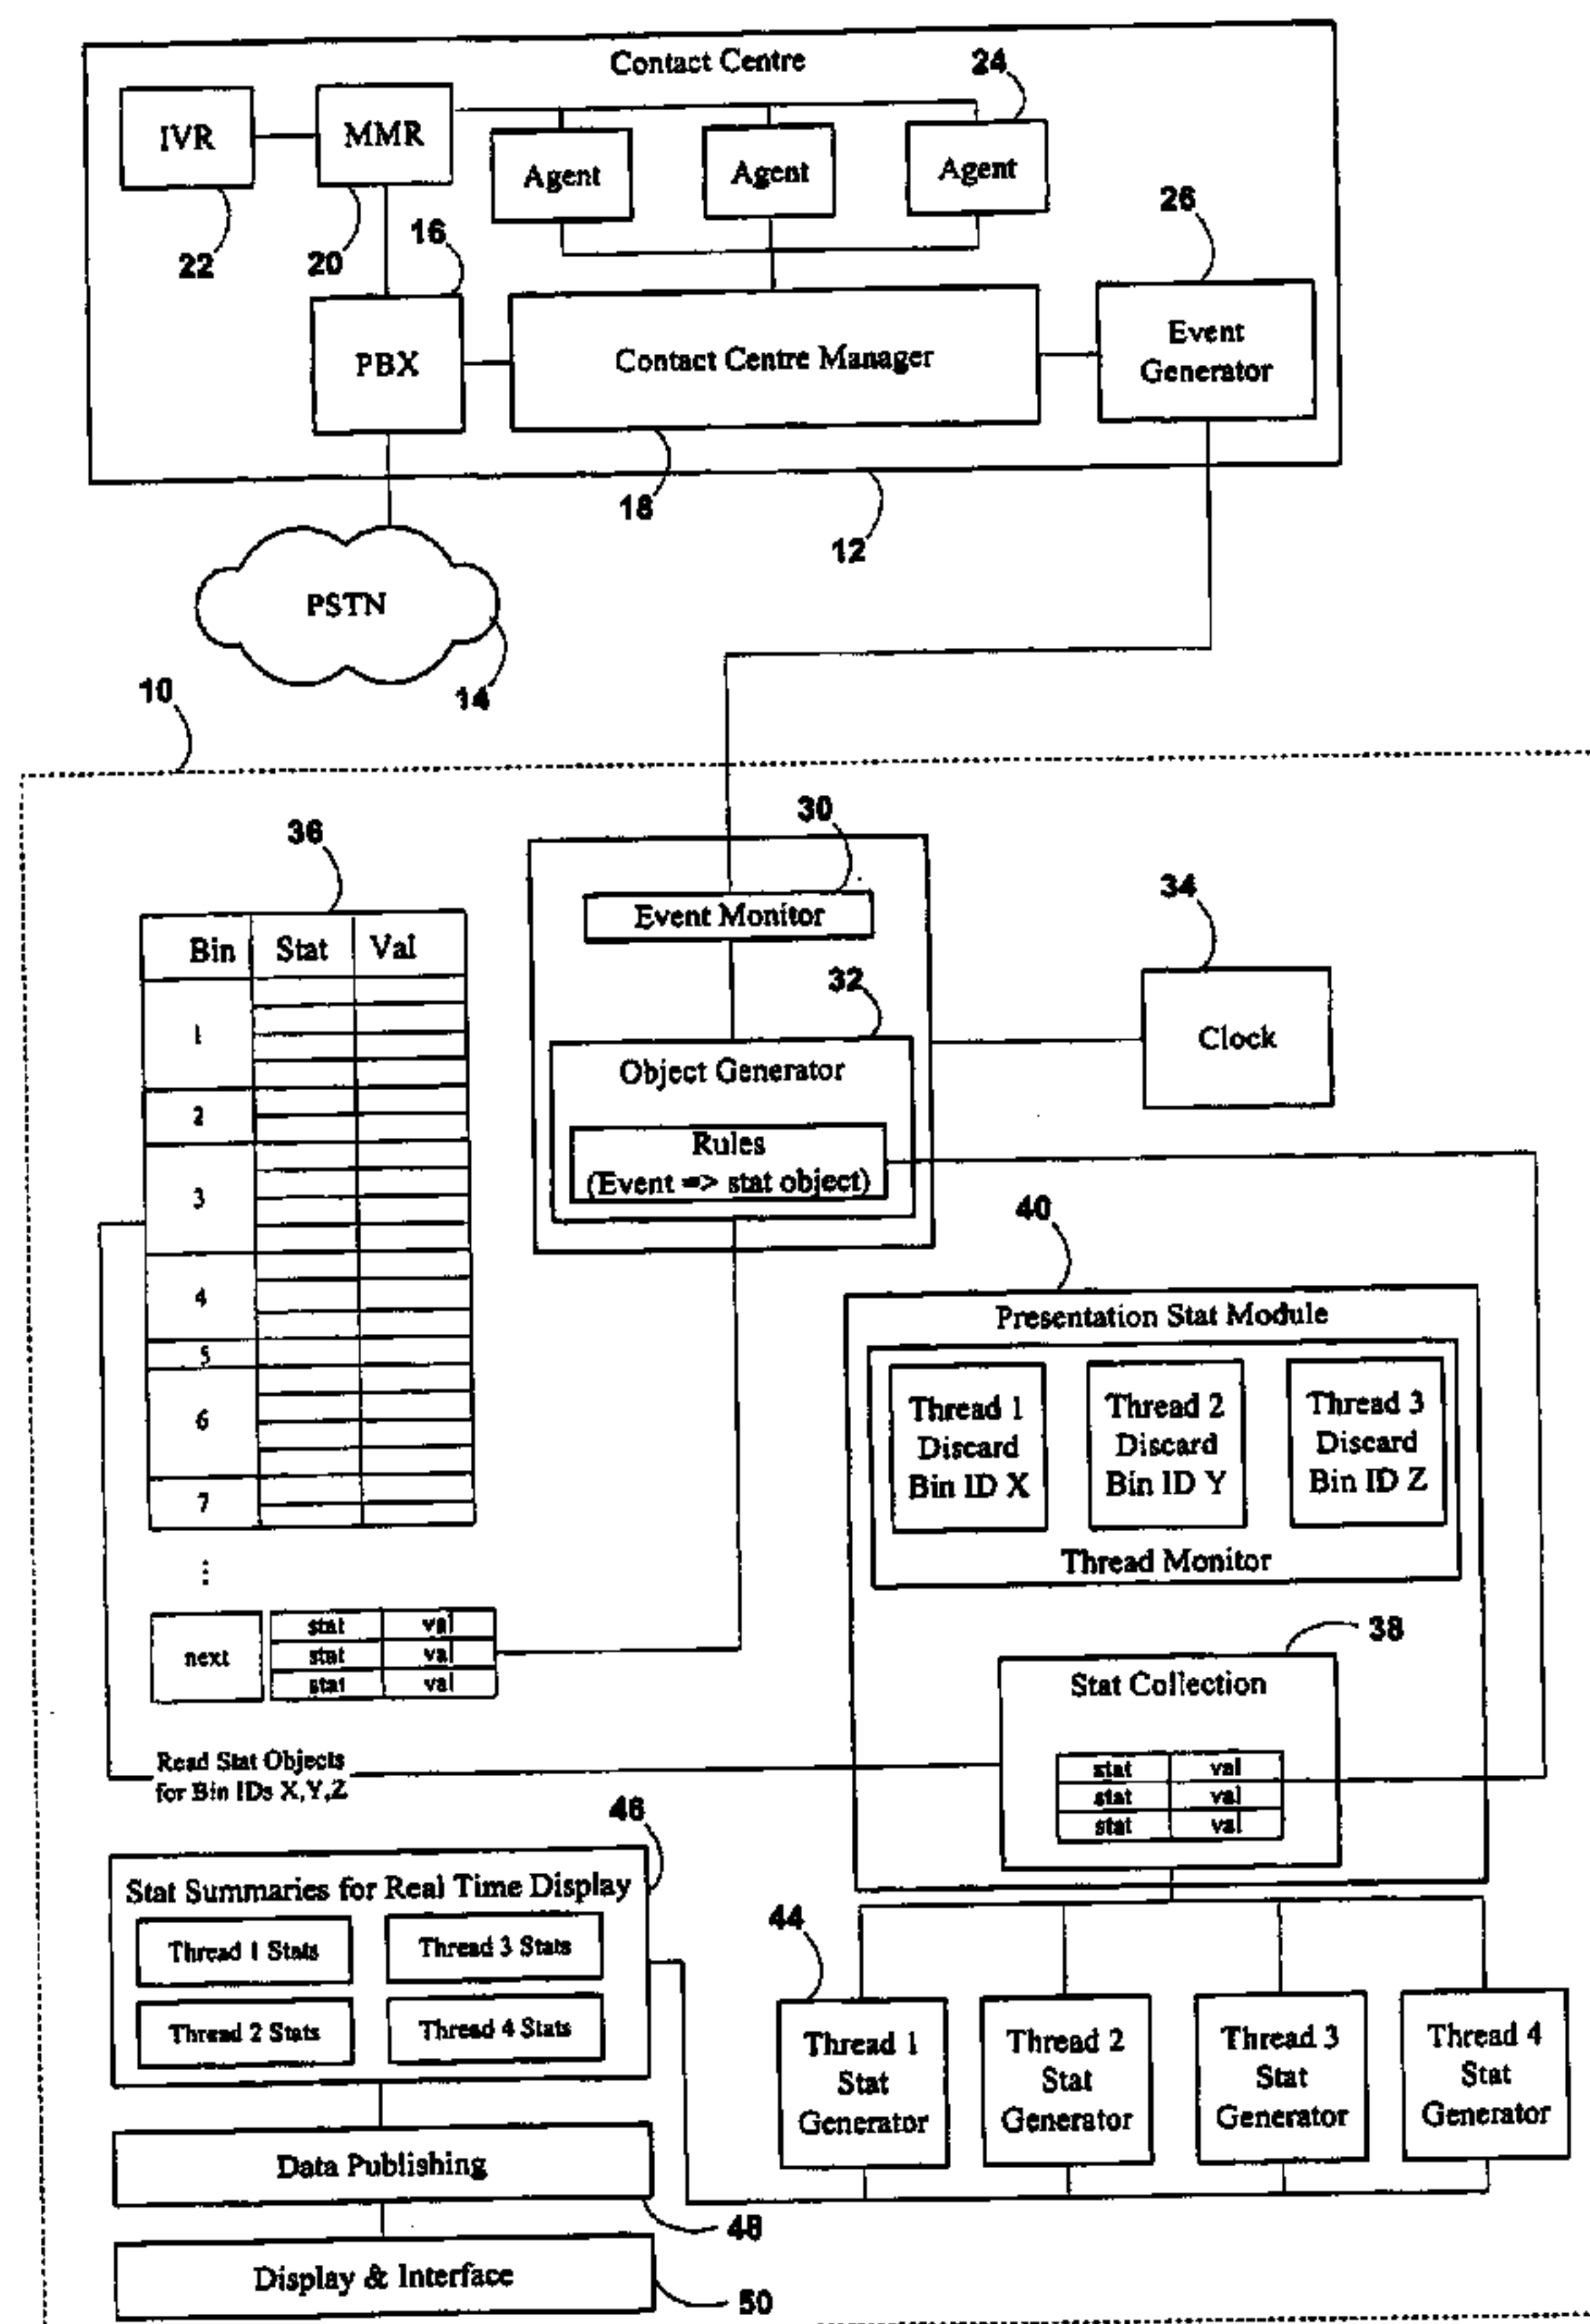 Contact Centre
24
IVR
MMR
Agent
Agent
Agent
22
20
16
26
PBX
Contact Centre Manager
Event
Generator
18
12
PSTN
14
10
36
30
34
Bin Stat Val
1
2
3
4
5
6
7
⋮
next
stat val
stat val
stat val
Event Monitor
32
Object Generator
Rules
(Event => stat object)
Clock
40
Presentation Stat Module
Thread 1
Discard
Bin ID X
Thread 2
Discard
Bin ID Y
Thread 3
Discard
Bin ID Z
Thread Monitor
38
Stat Collection
stat val
stat val
stat val
Read Stat Objects
for Bin IDs X,Y,Z
46
Stat Summaries for Real Time Display
Thread 1 Stats
Thread 3 Stats
Thread 2 Stats
Thread 4 Stats
44
Thread 1
Stat
Generator
Thread 2
Stat
Generator
Thread 3
Stat
Generator
Thread 4
Stat
Generator
Data Publishing
48
Display & Interface
50